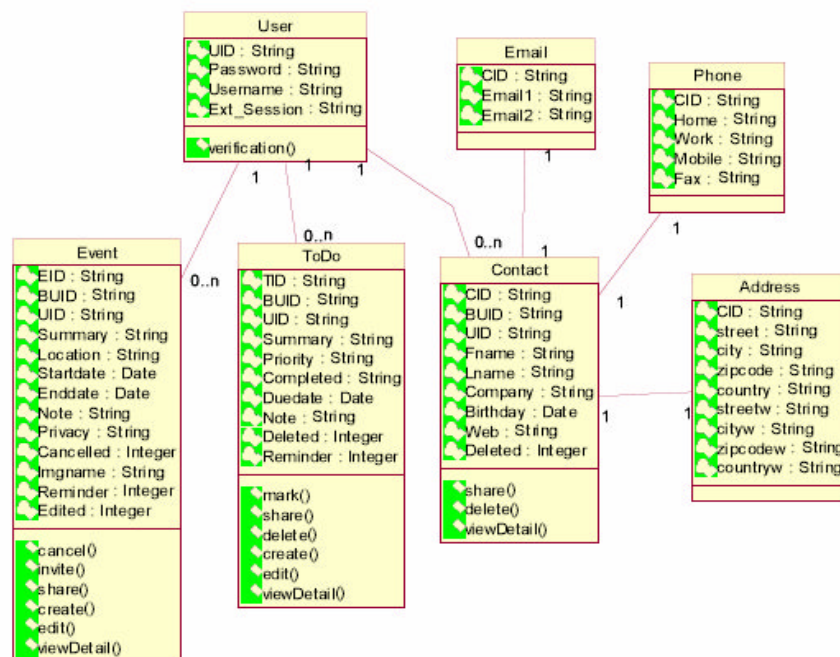 User
UID : String
Password : String
Username : String
Ext_Session : String
verification()
1
1
1
Email
CID : String
Email1 : String
Email2 : String
1
Phone
CID : String
Home : String
Work : String
Mobile : String
Fax : String
1
0..n
0..n
0..n
1
1
1
1
Event
EID : String
BUID : String
UID : String
Summary : String
Location : String
Startdate : Date
Enddate : Date
Note : String
Privacy : String
Cancelled : Integer
Imgname : String
Reminder : Integer
Edited : Integer
cancel()
invite()
share()
create()
edit()
viewDetail()
ToDo
TID : String
BUID : String
UID : String
Summary : String
Priority : String
Completed : String
Duedate : Date
Note : String
Deleted : Integer
Reminder : Integer
mark()
share()
delete()
create()
edit()
viewDetail()
Contact
CID : String
BUID : String
UID : String
Fname : String
Lname : String
Company : String
Birthday : Date
Web : String
Deleted : Integer
share()
delete()
viewDetail()
Address
CID : String
street : String
city : String
zipcode : String
country : String
streetw : String
cityw : String
zipcodew : String
countryw : String